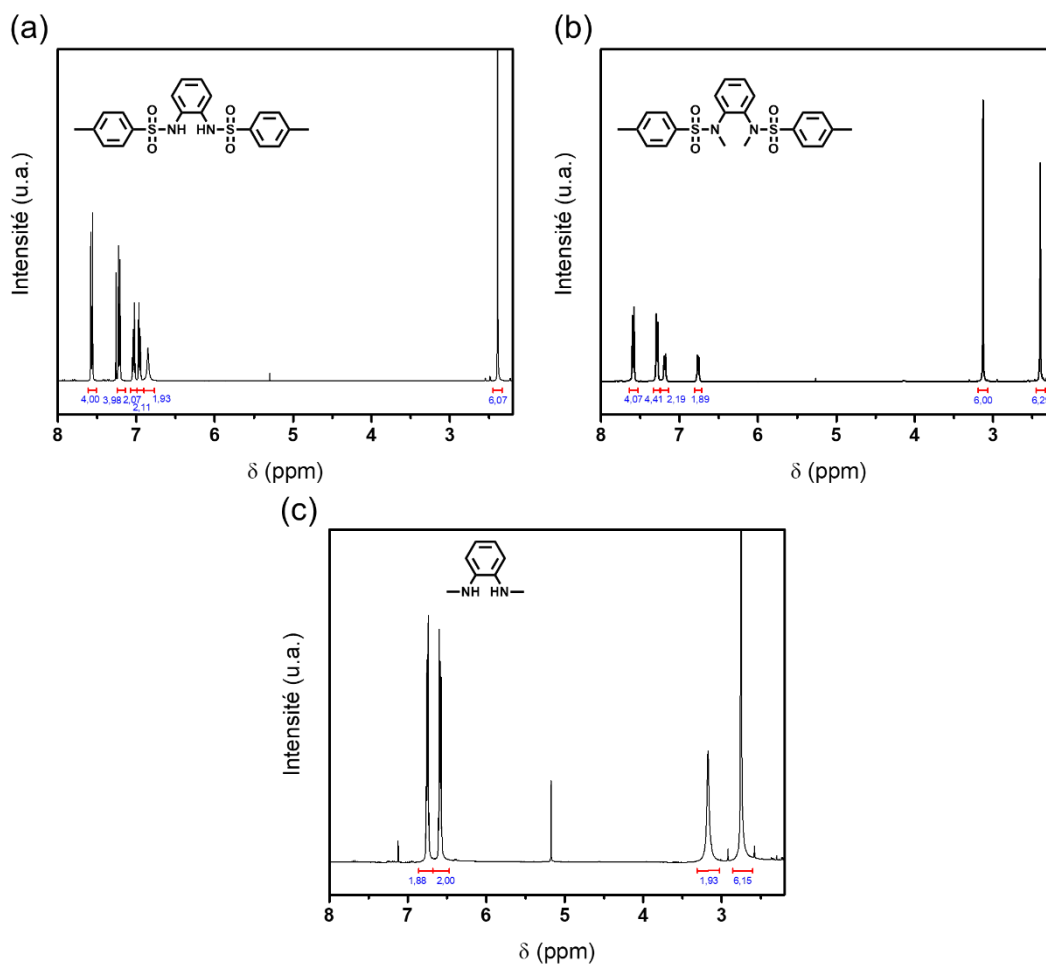 (a)
Intensité (u.a.)
O
S
NH
O
HN
O
S
O
4,00
3,98
2,07
2,11
1,93
6,07
8
7
6
5
4
3
δ (ppm)
(b)
Intensité (u.a.)
O
S
N
O
N
O
S
O
4,07
4,41
2,19
1,89
6,00
8
7
6
5
4
3
δ (ppm)
(c)
Intensité (u.a.)
NH
HN
1,88
2,00
1,93
6,15
8
7
6
5
4
3
δ (ppm)